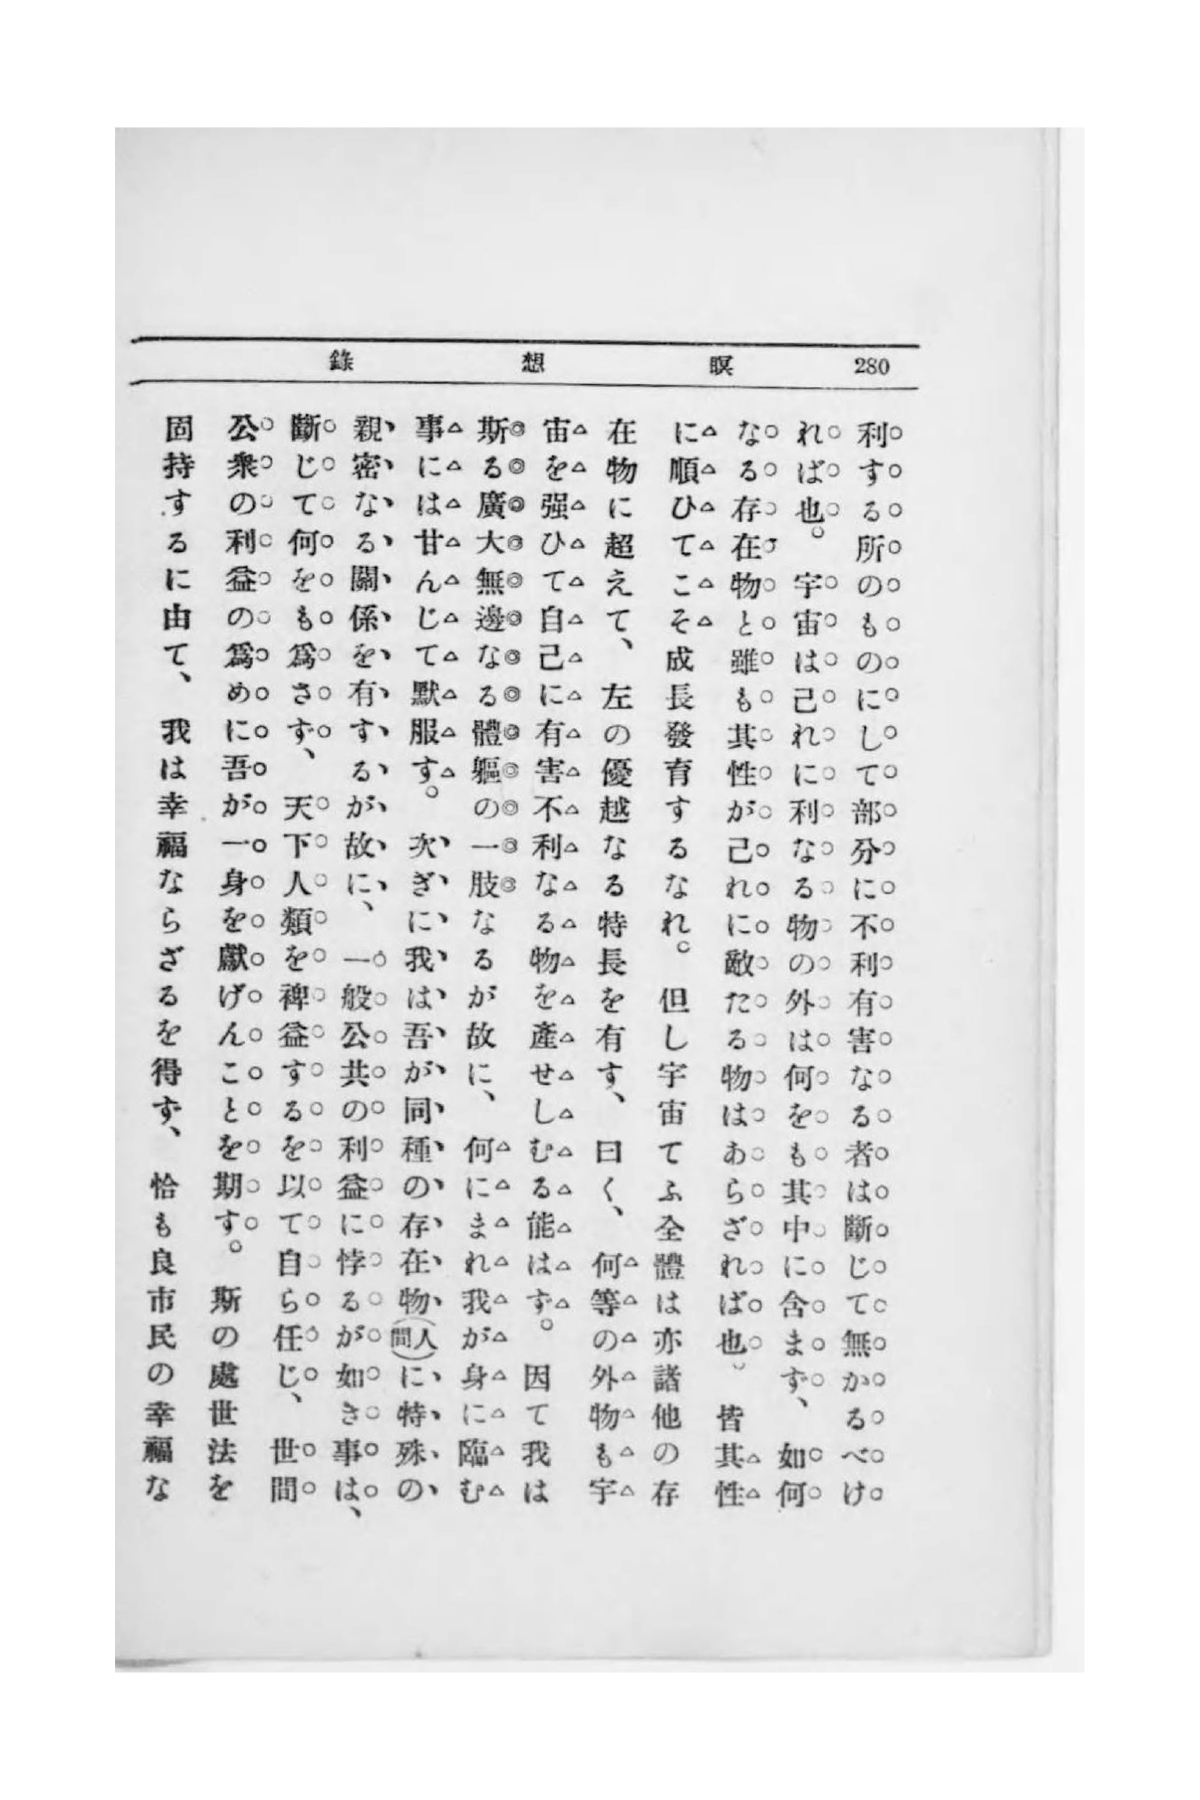 280 瞑想錄
利する所のものにして部分に不利有害なる者は斷じて無かるべけ
れば也。宇宙は己れに利なる物の外は何をも其中に含まず、如何
なる存在物と雖も其性が己れに敵たる物はあらざれば也。皆其性
に順ひてこそ成長發育するなれ。但し宇宙てふ全體は亦諸他の存
在物に超えて、左の優越なる特長を有す、曰く、何等の外物も宇
宙を强ひて自己に有害不利なる物を產せしむる能はず。因て我は
斯る廣大無邊なる體軀の一肢なるが故に、何にまれ我が身に臨む
事には甘んじて默服す。次ぎに我は吾が同種の存在物(人間)に特殊の
親密なる關係を有するが故に、一般公共の利益に悖るが如き事は、
斷じて何をも爲さず、天下人類を裨益するを以て自ら任じ、世間
公衆の利益の爲めに吾が一身を獻げんことを期す。斯の處世法を
固持するに由て、我は幸福ならざるを得ず、恰も良市民の幸福な